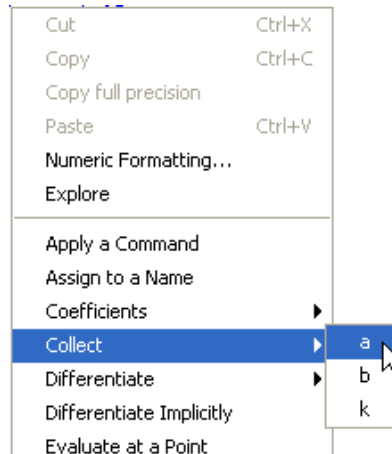 Cut Ctrl+X
Copy Ctrl+C
Copy full precision
Paste Ctrl+V
Numeric Formatting...
Explore
Apply a Command
Assign to a Name
Coefficients
Collect
a
Differentiate
b
Differentiate Implicitly
k
Evaluate at a Point